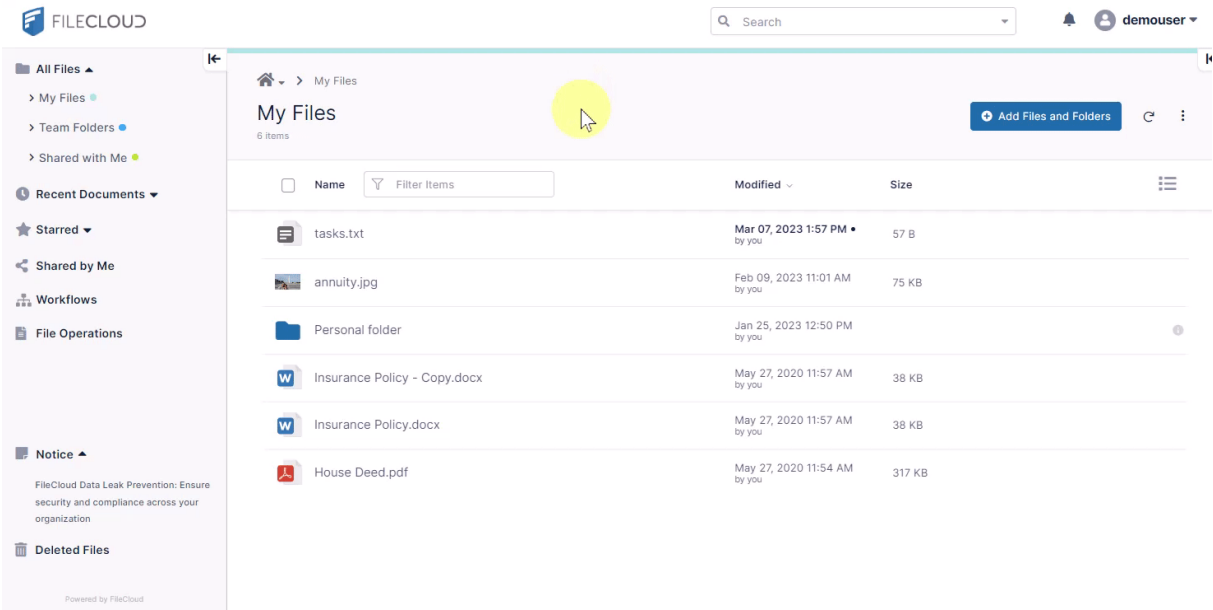 FILECLOUD
Search
demouser
All Files
My Files
Team Folders
Shared with Me
Recent Documents
Starred
Shared by Me
Workflows
File Operations
Notice
FileCloud Data Leak Prevention: Ensure
security and compliance across your
organization
Deleted Files
Powered by FileCloud
My Files
My Files
6 items
Add Files and Folders
Name Filter Items Modified Size
tasks.txt Mar 07, 2023 1:57 PM 57 B
by you
annuity.jpg Feb 09, 2023 11:01 AM 75 KB
by you
Personal folder Jan 25, 2023 12:50 PM
by you
W Insurance Policy - Copy.docx May 27, 2020 11:57 AM 38 KB
by you
W Insurance Policy.docx May 27, 2020 11:57 AM 38 KB
by you
House Deed.pdf May 27, 2020 11:54 AM 317 KB
by you